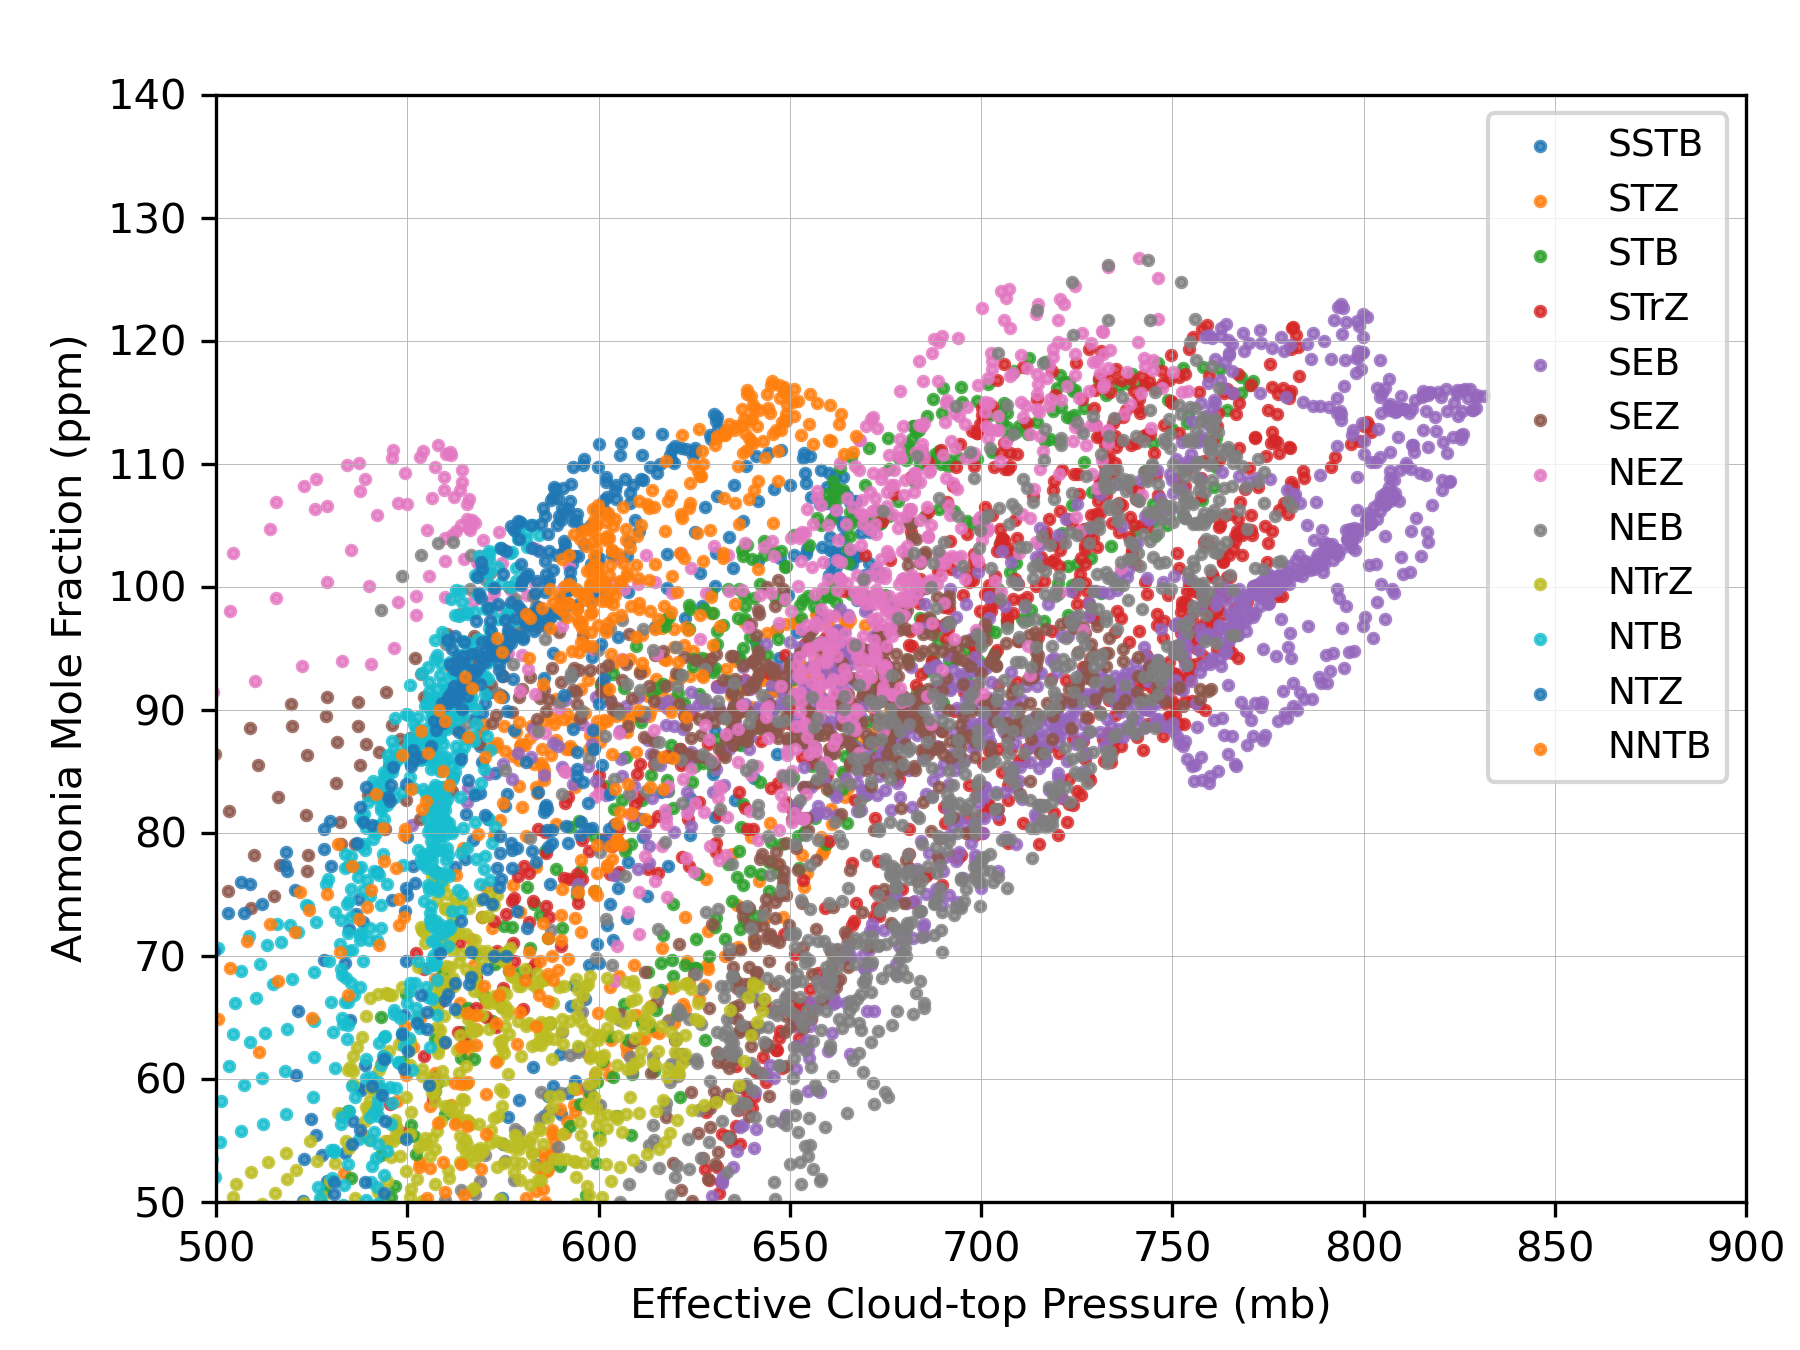 140
130
120
110
100
90
80
70
60
50
Ammonia Mole Fraction (ppm)
500 550 600 650 700 750 800 850 900
Effective Cloud-top Pressure (mb)
SSTB
STZ
STB
STrZ
SEB
SEZ
NEZ
NEB
NTrZ
NTB
NTZ
NNTB